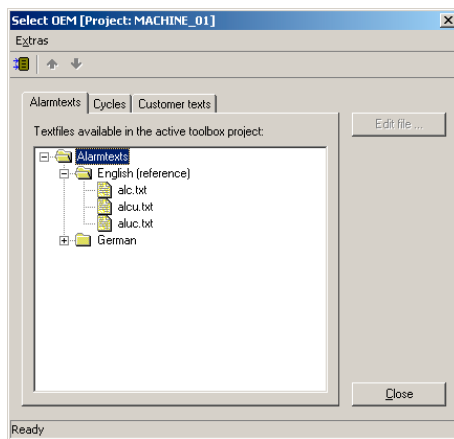 Select OEM [Project: MACHINE_01]
Extras
Alarmtexts Cycles Customer texts
Edit file ...
Textfiles available in the active toolbox project:
Alarmtexts
English (reference)
alc.txt
alcu.txt
aluc.txt
German
Close
Ready